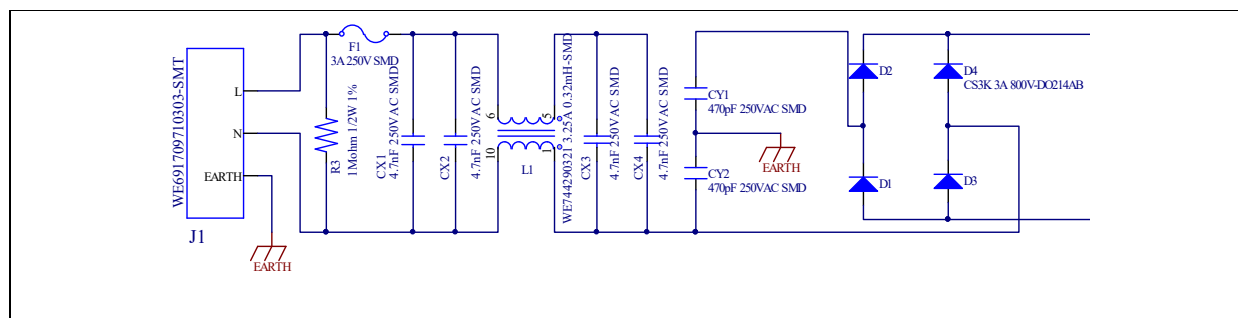 WE691709710303-SMT
L
N
EARTH
J1
EARTH
R3
1Mohm 1/2W 1%
F1
3A 250V SMD
CX1
4.7nF 250VAC SMD
CX2
4.7nF 250VAC SMD
6
5
10
1
L1
WE744290321 3.25A 0.32mH-SMD
CX3
4.7nF 250VAC SMD
CX4
4.7nF 250VAC SMD
CY1
470pF 250VAC SMD
EARTH
CY2
470pF 250VAC SMD
D2
D4
CS3K 3A 800V-DO214AB
D1
D3